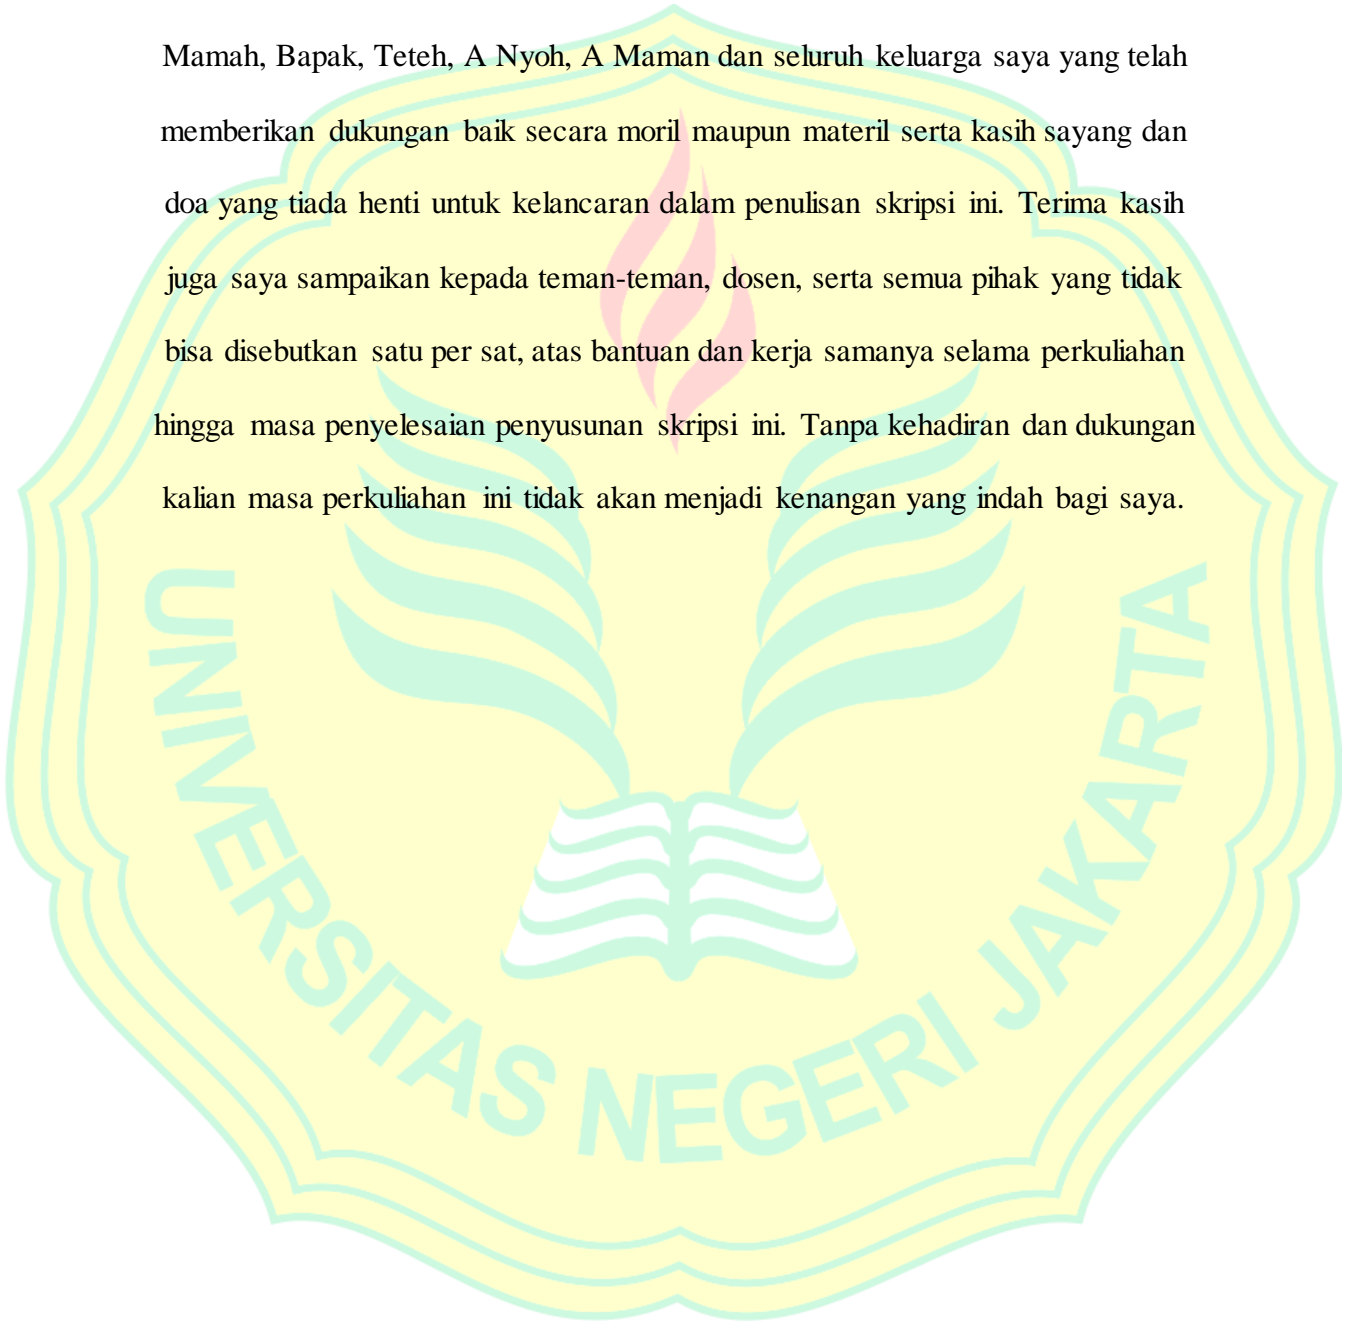 Mamah, Bapak, Teteh, A Nyoh, A Maman dan seluruh keluarga saya yang telah
memberikan dukungan baik secara moril maupun materil serta kasih sayang dan
doa yang tiada henti untuk kelancaran dalam penulisan skripsi ini. Terima kasih
juga saya sampaikan kepada teman-teman, dosen, serta semua pihak yang tidak
bisa disebutkan satu per sat, atas bantuan dan kerja samanya selama perkuliahan
hingga masa penyelesaian penyusunan skripsi ini. Tanpa kehadiran dan dukungan
kalian masa perkuliahan ini tidak akan menjadi kenangan yang indah bagi saya.
UNIVERSITAS NEGERI JAKARTA